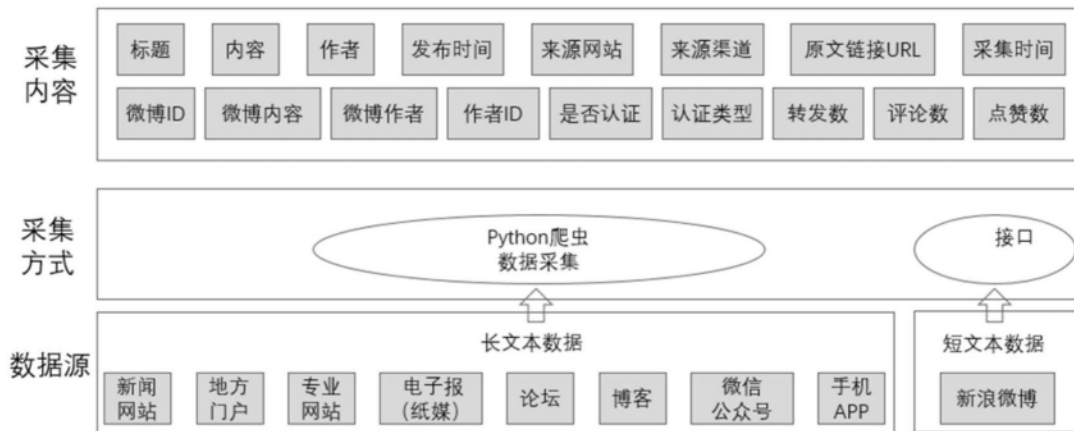 采集
内容
标题
内容
作者
发布时间
来源网站
来源渠道
原文链接URL
采集时间
微博ID
微博内容
微博作者
作者ID
是否认证
认证类型
转发数
评论数
点赞数
采集
方式
Python爬虫
数据采集
接口
数据源
长文本数据
新闻
网站
地方
门户
专业
网站
电子报
（纸媒）
论坛
博客
微信
公众号
手机
APP
短文本数据
新浪微博